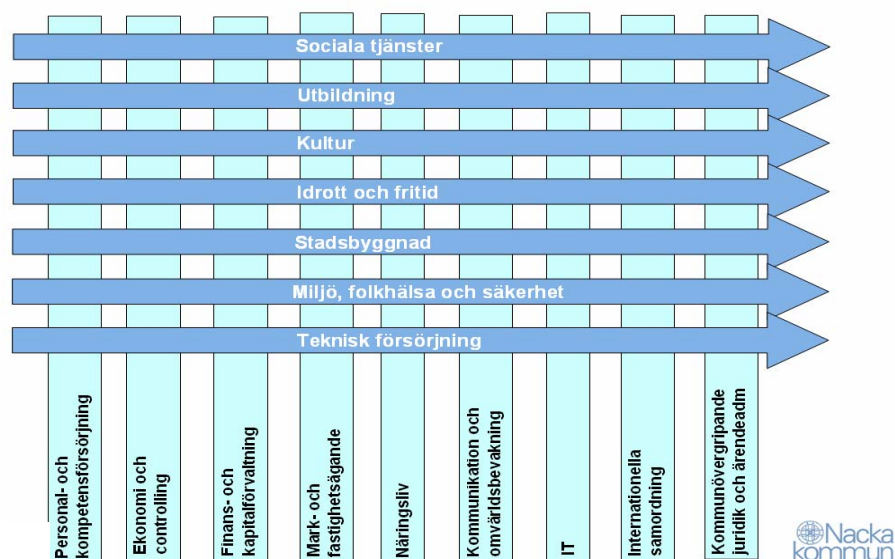 Sociala tjänster
Utbildning
Kultur
Idrott och fritid
Stadsbyggnad
Miljö, folkhälsa och säkerhet
Teknisk försörjning
Personal- och
kompetensförsörjning
Ekonomi och
controlling
Finans- och
kapitalförvaltning
Mark- och
fastighetsägande
Näringsliv
Kommunikation och
omvärldsbevakning
IT
Internationella
samordning
Kommunövergripande
juridik och ärendeadm
Nacka
kommun